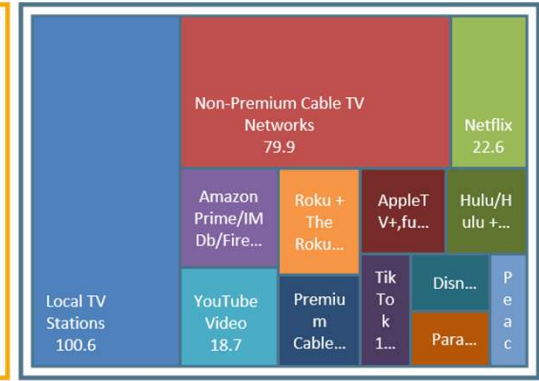 Non-Premium Cable TV
Networks
79.9
Netflix
22.6
Amazon
Prime/IM
Db/Fire...
Roku +
The
Roku...
AppleT
V+,fu...
Hulu/H
ulu +...
Local TV
Stations
100.6
YouTube
Video
18.7
Premiu
m
Cable...
Tik
To
k
1...
Disn...
Para...
P
e
a
c